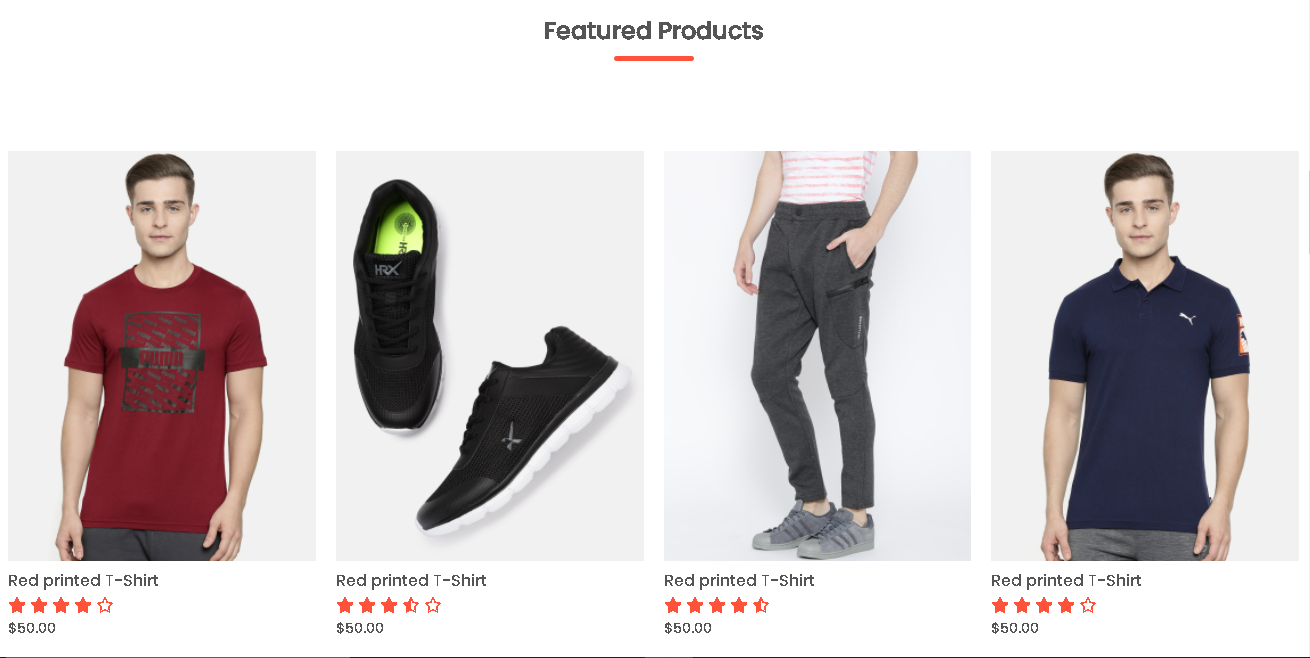 Featured Products
HRX
HRX
PUMA
Red printed T-Shirt
Red printed T-Shirt
Red printed T-Shirt
Red printed T-Shirt
$50.00
$50.00
$50.00
$50.00